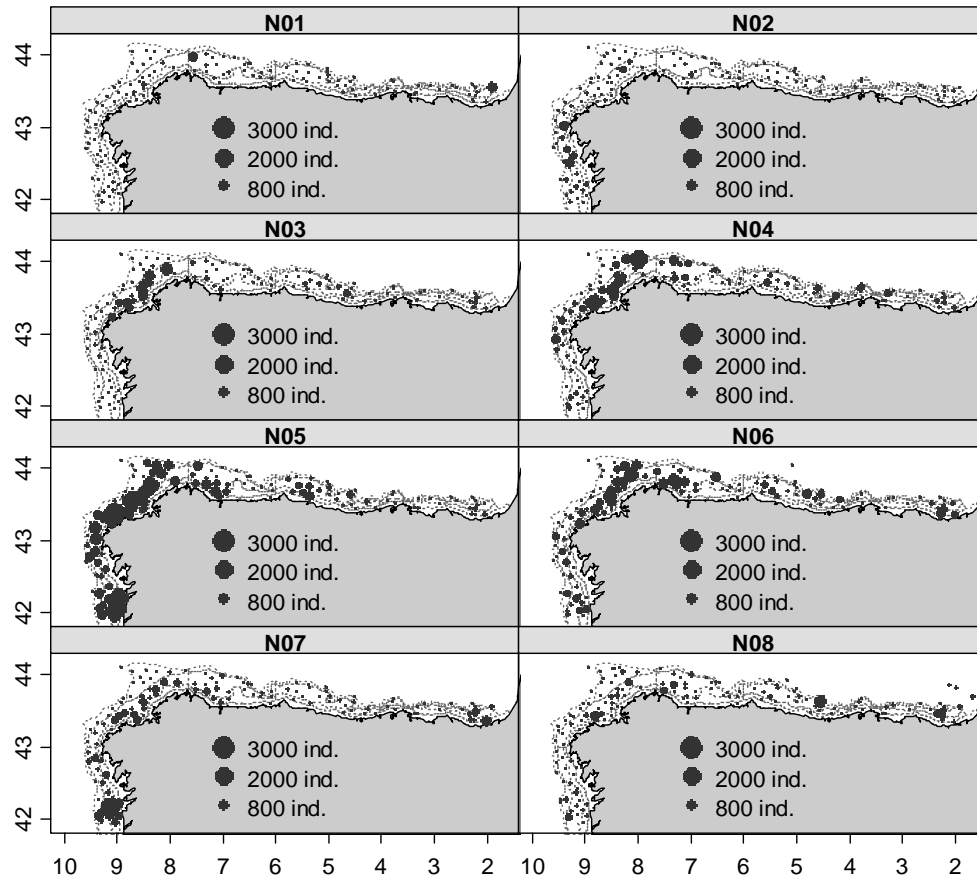 N01 N02
44
43
42
3000 ind. 3000 ind.
2000 ind. 2000 ind.
800 ind. 800 ind.
N03 N04
44
43
42
3000 ind. 3000 ind.
2000 ind. 2000 ind.
800 ind. 800 ind.
N05 N06
44
43
42
3000 ind. 3000 ind.
2000 ind. 2000 ind.
800 ind. 800 ind.
N07 N08
44
43
42
3000 ind. 3000 ind.
2000 ind. 2000 ind.
800 ind. 800 ind.
10 9 8 7 6 5 4 3 2 10 9 8 7 6 5 4 3 2